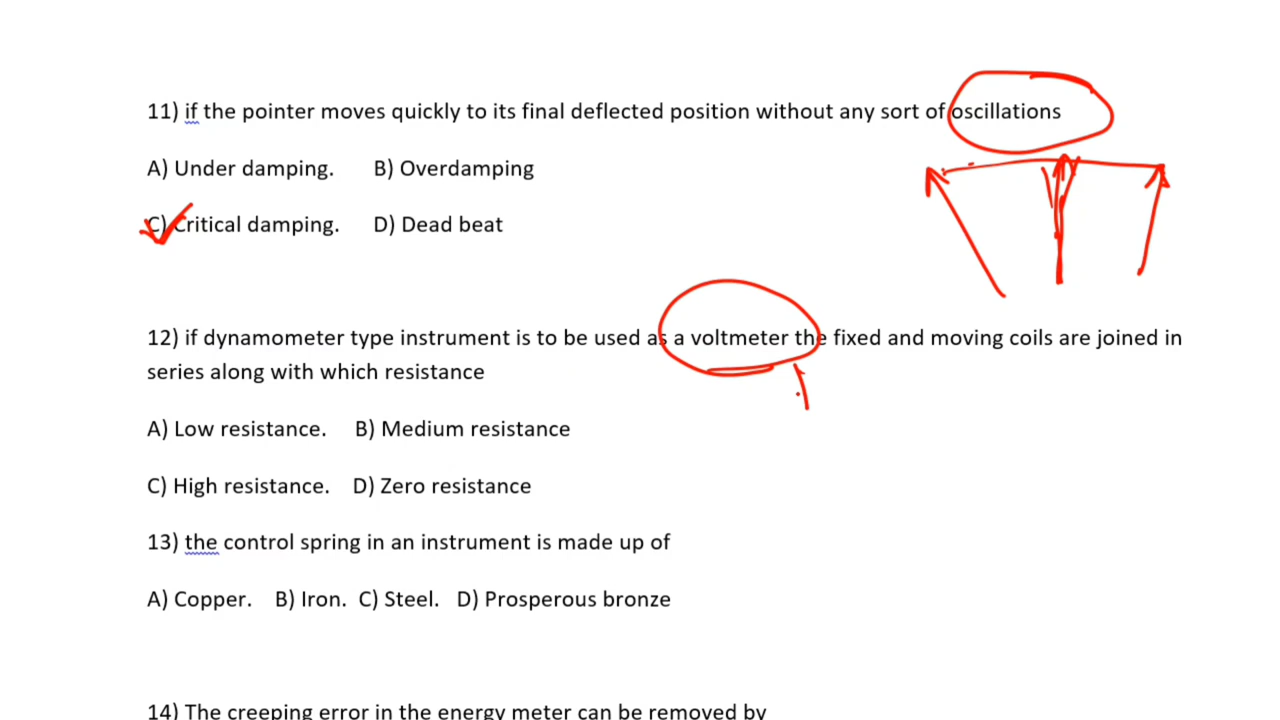 11) if the pointer moves quickly to its final deflected position without any sort of oscillations
A) Under damping. B) Overdamping
C) Critical damping. D) Dead beat
12) if dynamometer type instrument is to be used as a voltmeter the fixed and moving coils are joined in
series along with which resistance
A) Low resistance. B) Medium resistance
C) High resistance. D) Zero resistance
13) the control spring in an instrument is made up of
A) Copper. B) Iron. C) Steel. D) Prosperous bronze
14) The creeping error in the energy meter can be removed by